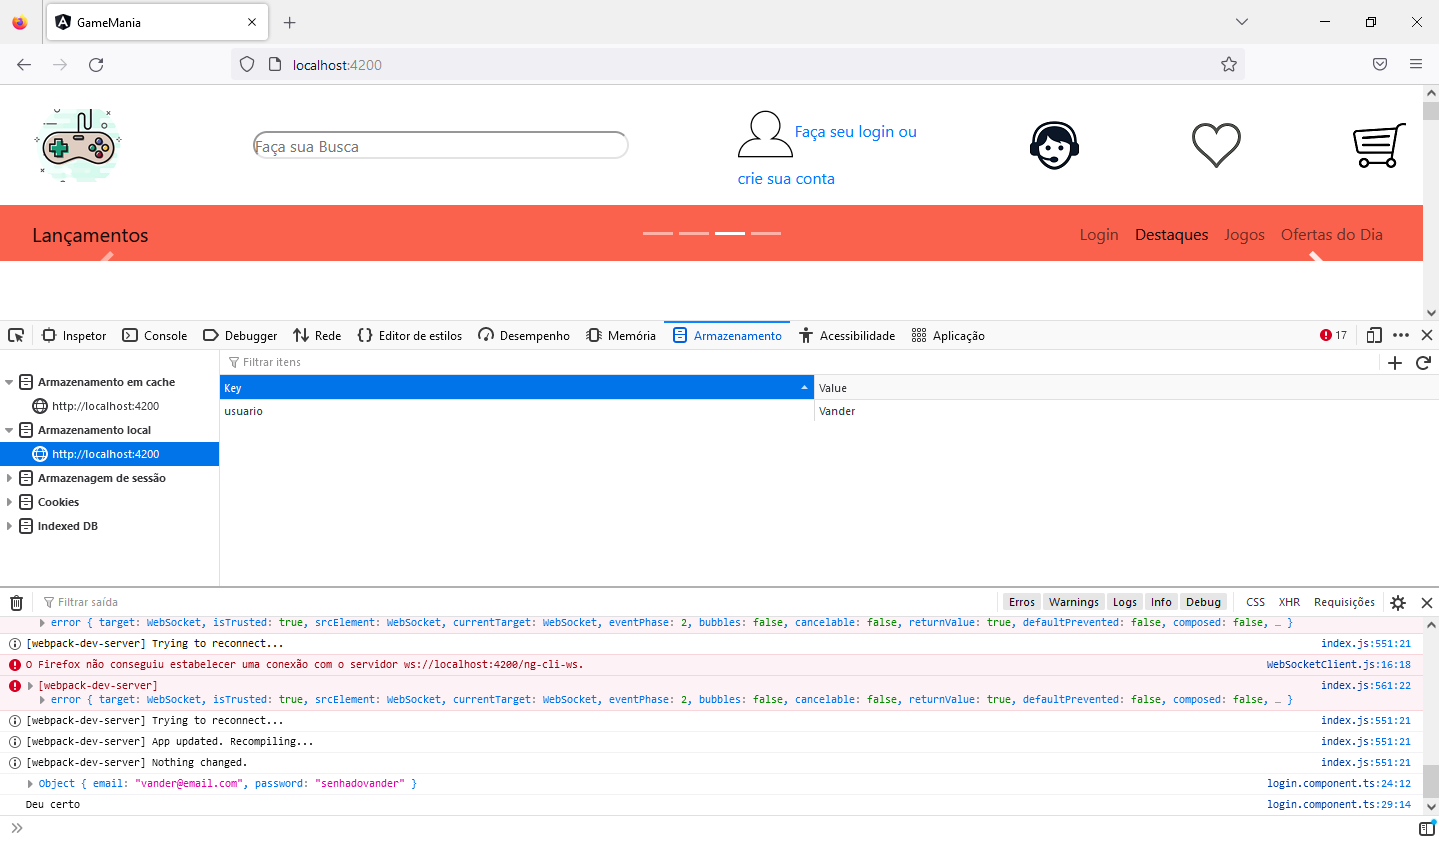 GameMania
localhost:4200
Faça sua Busca
Faça seu login ou
crie sua conta
Lançamentos
Login Destaques Jogos Ofertas do Dia
Inspetor Console Debugger Rede Editor de estilos Desempenho Memória Armazenamento Acessibilidade Aplicação 17
Filtrar itens
Armazenamento em cache
http://localhost:4200
Armazenamento local
http://localhost:4200
Armazenagem de sessão
Cookies
Indexed DB
Key Value
usuario Vander
Filtrar saída Erros Warnings Logs Info Debug CSS XHR Requisições
error { target: WebSocket, isTrusted: true, srcElement: WebSocket, currentTarget: WebSocket, eventPhase: 2, bubbles: false, cancelable: false, returnValue: true, defaultPrevented: false, composed: false, … }
[webpack-dev-server] Trying to reconnect... index.js:551:21
O Firefox não conseguiu estabelecer uma conexão com o servidor ws://localhost:4200/ng-cli-ws. WebSocketClient.js:16:18
[webpack-dev-server] index.js:561:22
error { target: WebSocket, isTrusted: true, srcElement: WebSocket, currentTarget: WebSocket, eventPhase: 2, bubbles: false, cancelable: false, returnValue: true, defaultPrevented: false, composed: false, … }
[webpack-dev-server] Trying to reconnect... index.js:551:21
[webpack-dev-server] App updated. Recompiling... index.js:551:21
[webpack-dev-server] Nothing changed. index.js:551:21
Object { email: "vander@email.com", password: "senhadovander" } login.component.ts:24:12
Deu certo login.component.ts:29:14